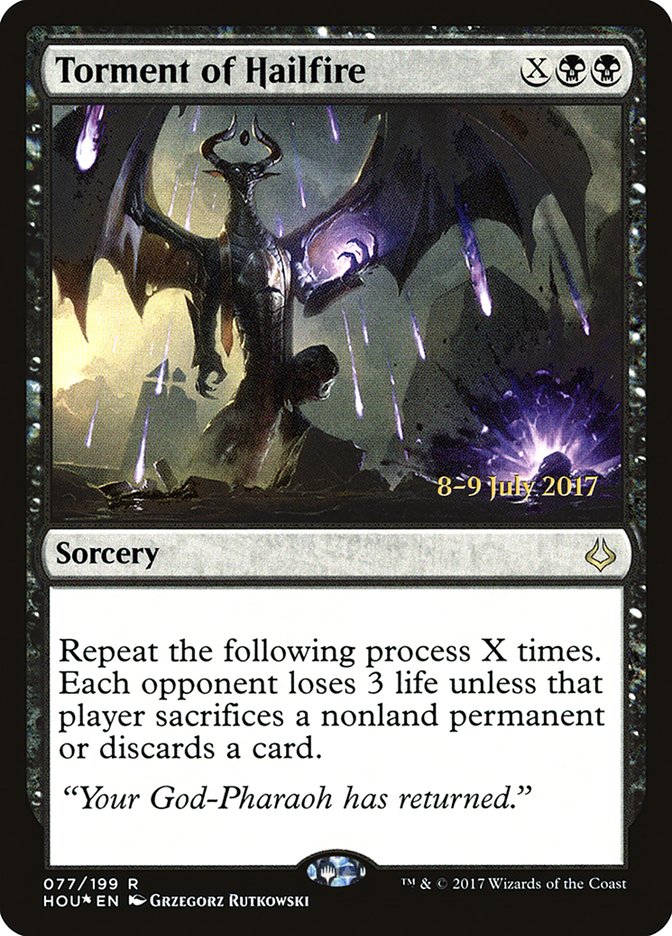 Torment of Hailfire X
8–9 July 2017
Sorcery
Repeat the following process X times.
Each opponent loses 3 life unless that
player sacrifices a nonland permanent
or discards a card.
“Your God-Pharaoh has returned.”
077/199 R
HOU★EN Grzegorz Rutkowski
™ & © 2017 Wizards of the Coast